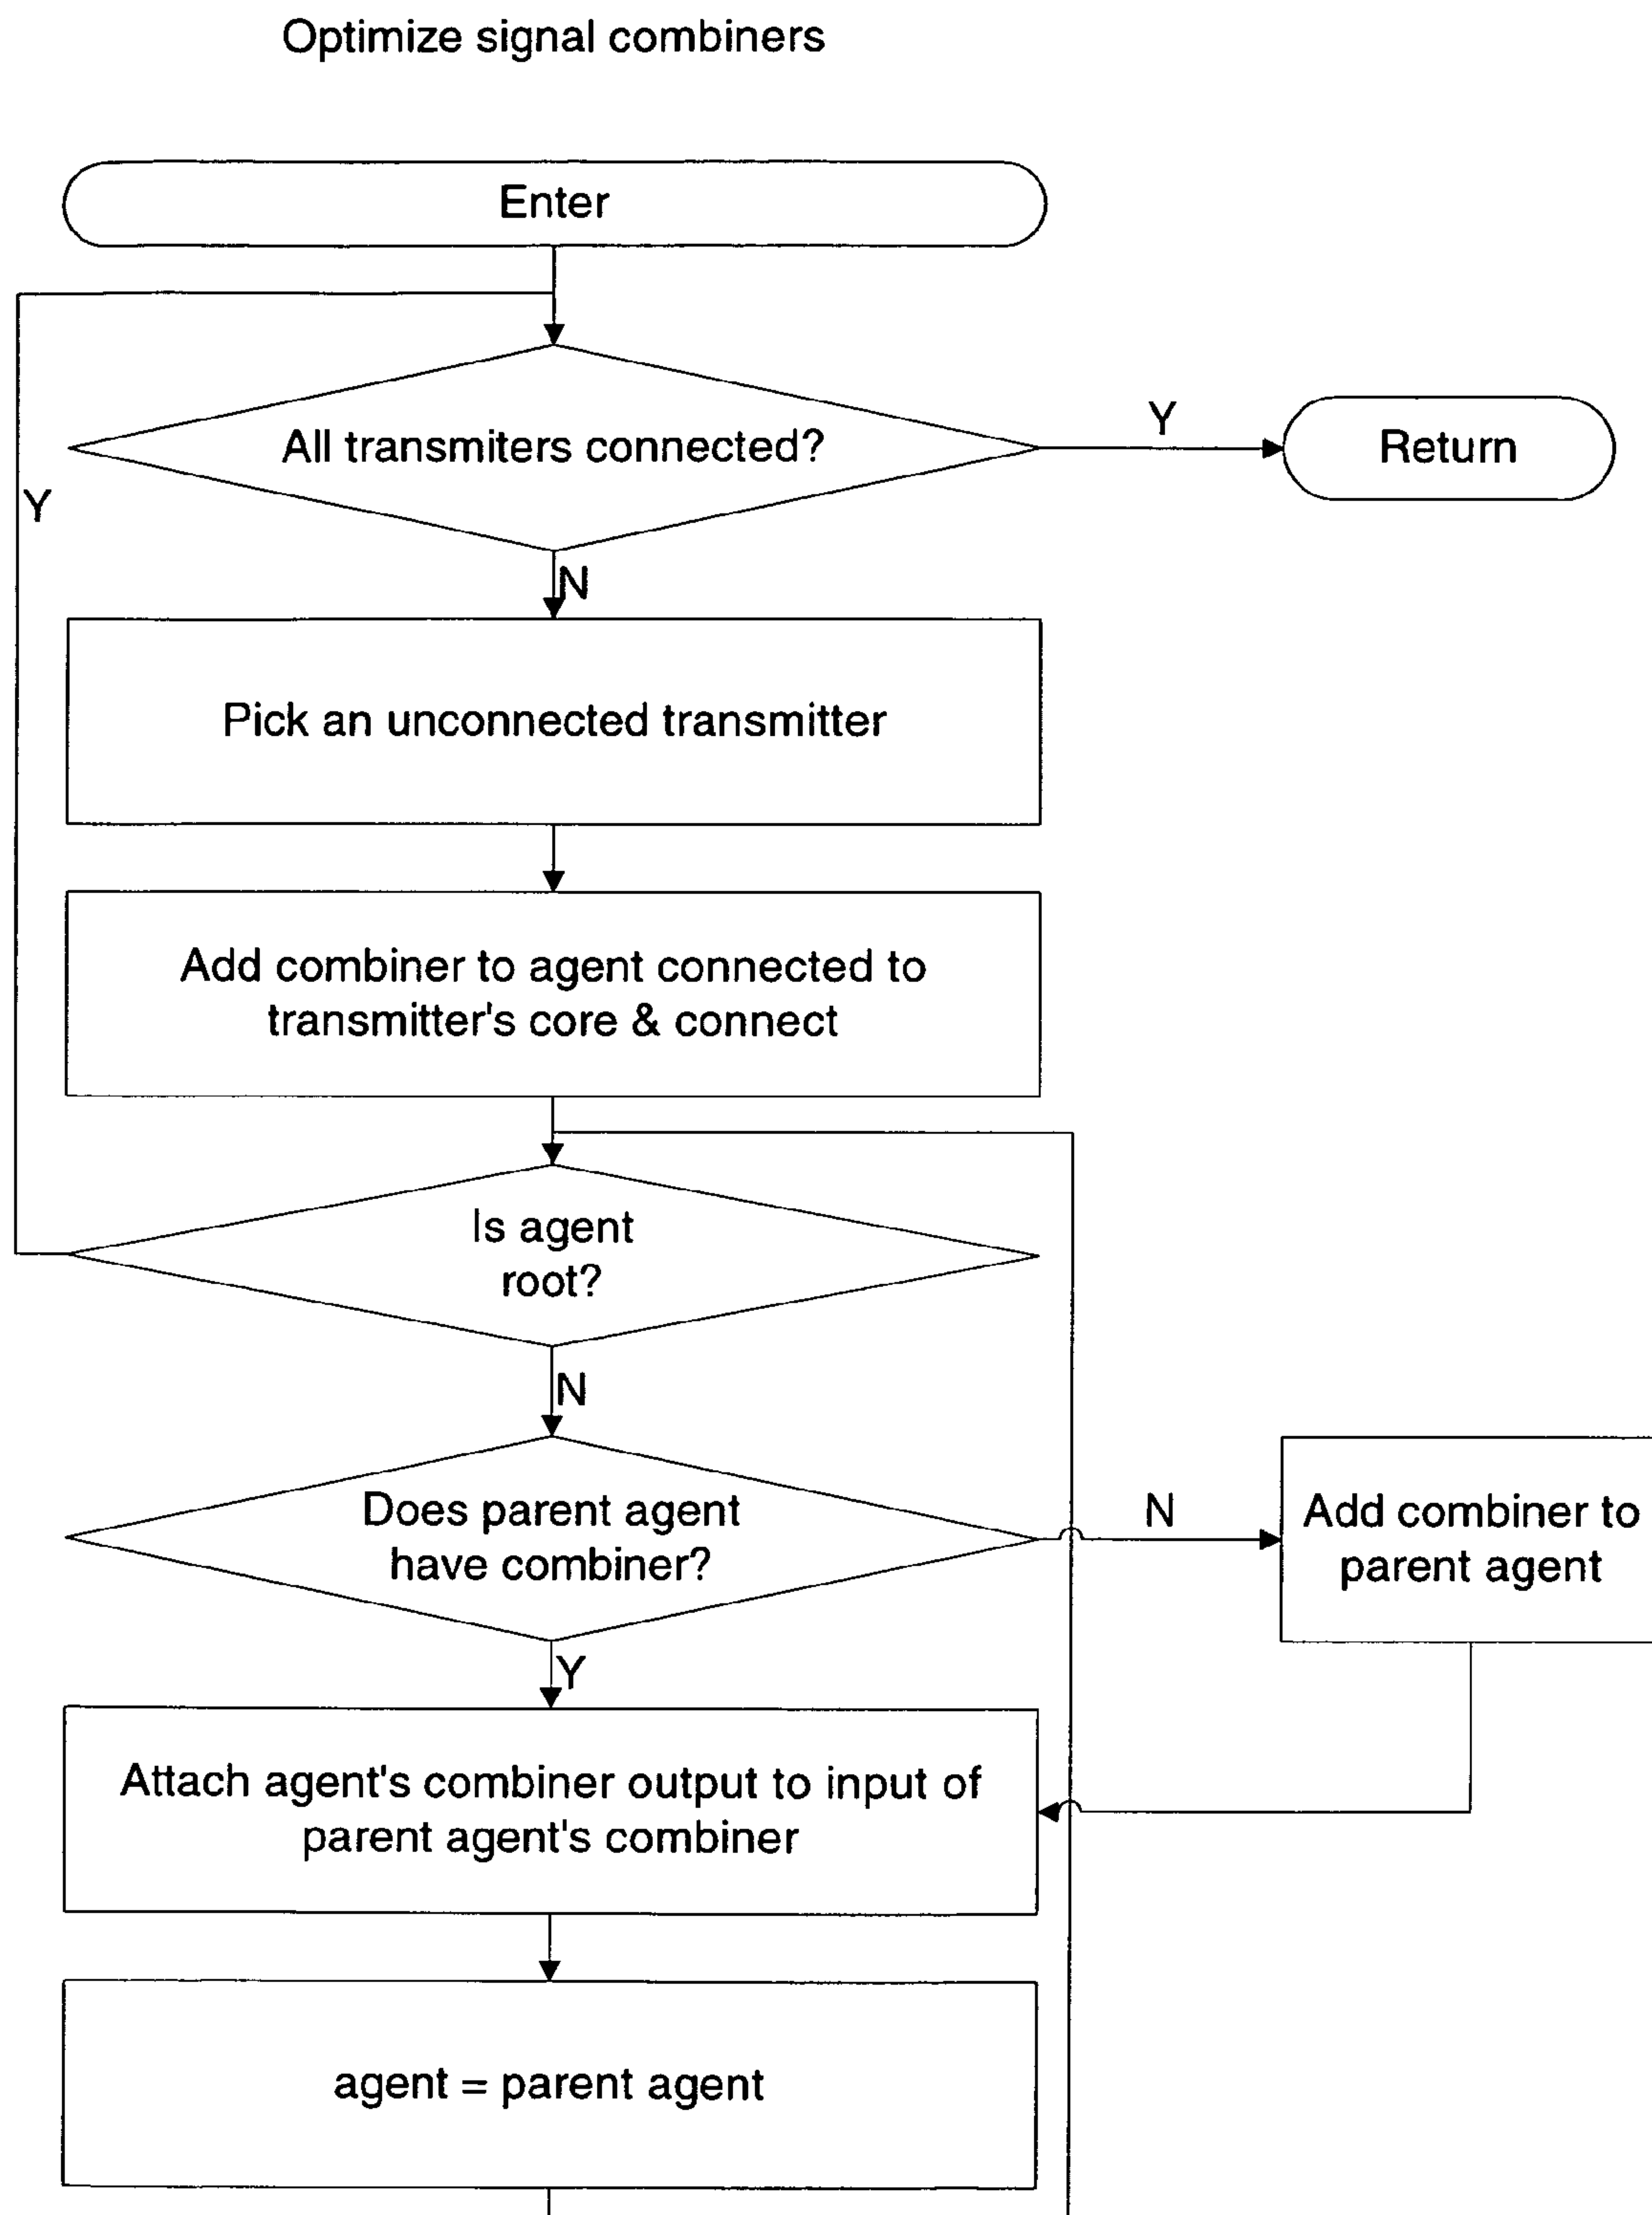 Optimize signal combiners
Enter
All transmiters connected?
Y
Return
Y
N
Pick an unconnected transmitter
Add combiner to agent connected to
transmitter's core & connect
Is agent
root?
N
Does parent agent
have combiner?
N
Add combiner to
parent agent
Y
Attach agent's combiner output to input of
parent agent's combiner
agent = parent agent